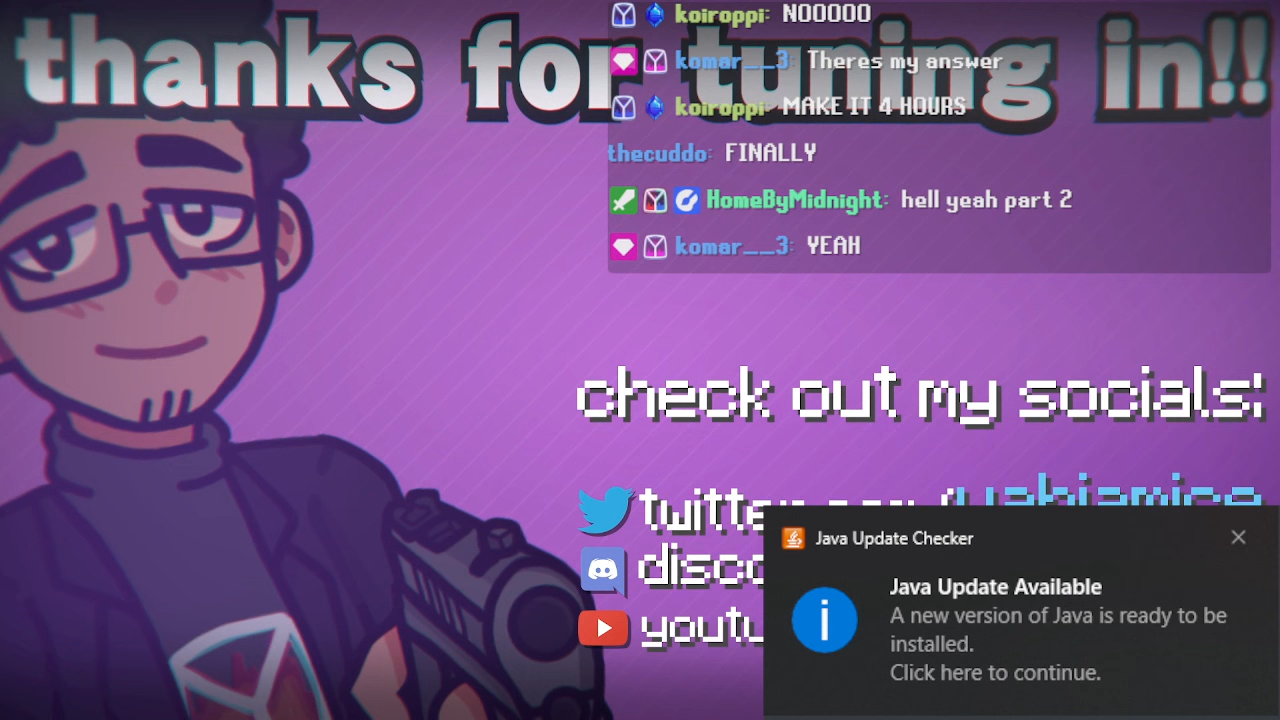 thanks for tuning in!!
koiroppi: NOOOOO
komar__3: Theres my answer
koiroppi: MAKE IT 4 HOURS
thecuddo: FINALLY
HomeByMidnight: hell yeah part 2
komar__3: YEAH
check out my socials:
Java Update Checker
Java Update Available
A new version of Java is ready to be
installed.
Click here to continue.